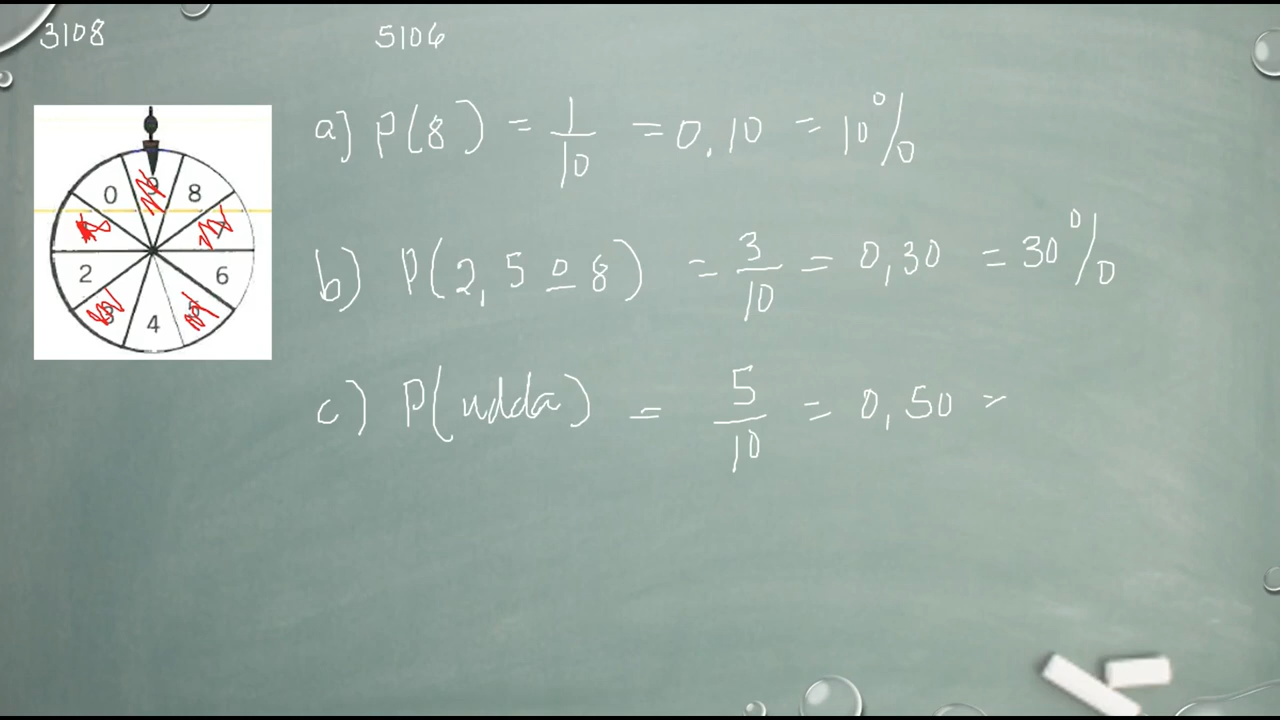 3108
5106
0
8
2
6
4
a) P(8) = 1/10 = 0,10 = 10%
b) P(2, 5 o 8) = 3/10 = 0,30 = 30%
c) P(udda) = 5/10 = 0,50 =